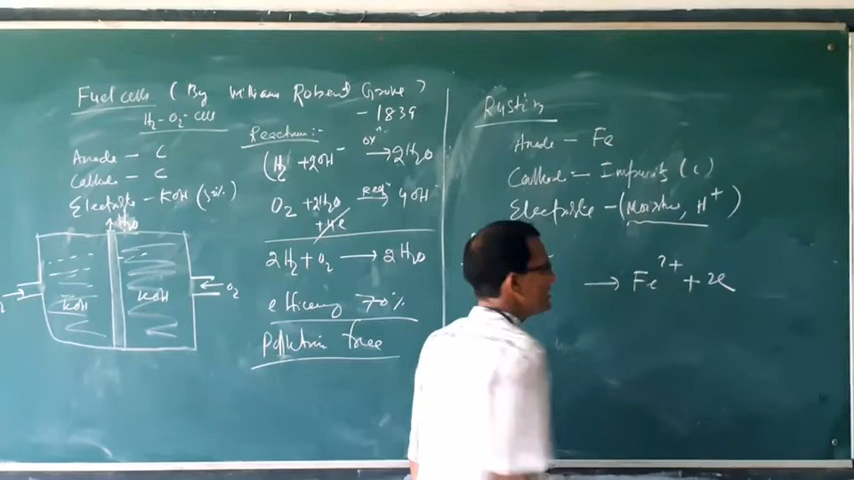 Fuel cells (By William Robert Grove)
- 1839
H₂-O₂-cell
Anode - C
Cathode - C
Electrolyte - KOH
↑ H₂O
KOH
KOH
← O₂
Reaction:-
(H₂ + 2OH⁻ → 2H₂O
O₂ + 2H₂O → 4OH⁻
+4e
2H₂ + O₂ → 2H₂O
efficiency - 70%
Pollution free
Rusting
Anode - Fe
Cathode - Impurity (C)
Electrolyte - (Moisture, H⁺)
→ Fe²⁺ + 2e